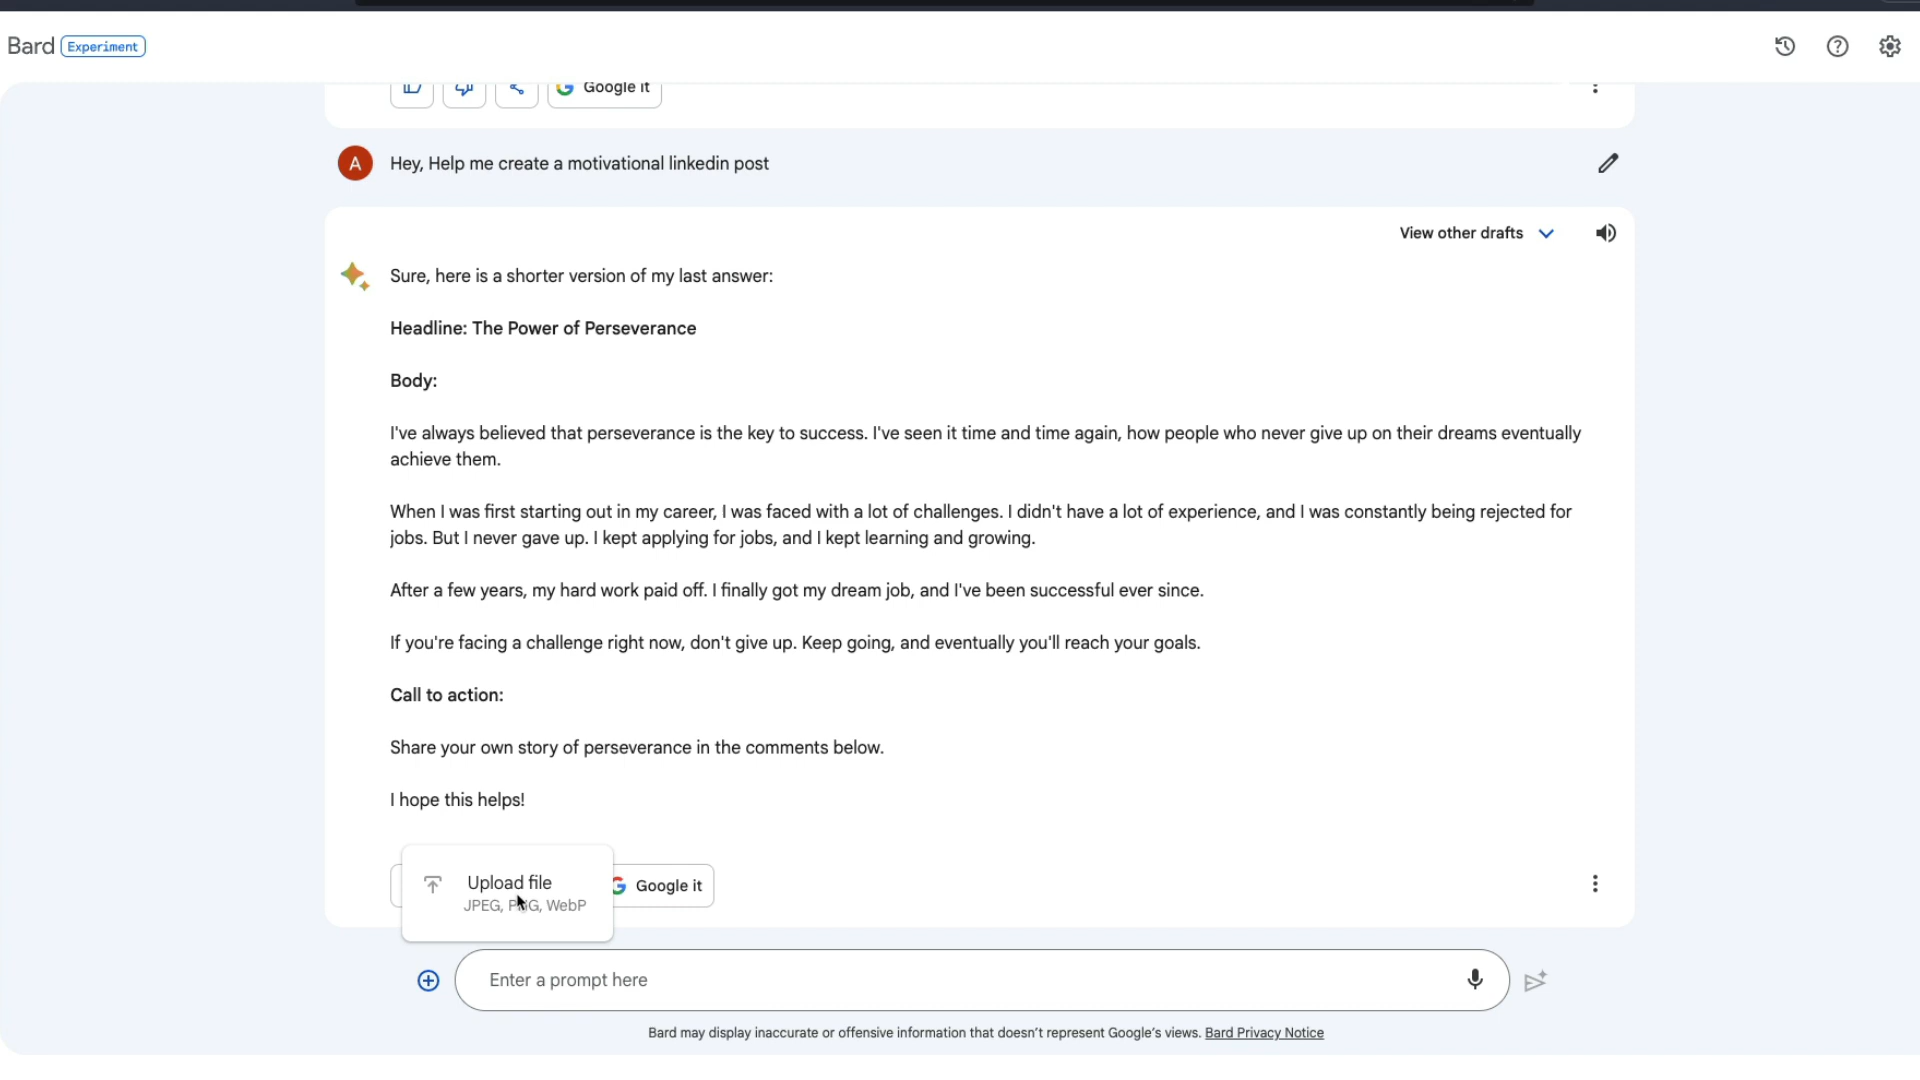 Bard Experiment
Google it
A
Hey, Help me create a motivational linkedin post
View other drafts
Sure, here is a shorter version of my last answer:
Headline: The Power of Perseverance
Body:
I've always believed that perseverance is the key to success. I've seen it time and time again, how people who never give up on their dreams eventually
achieve them.
When I was first starting out in my career, I was faced with a lot of challenges. I didn't have a lot of experience, and I was constantly being rejected for
jobs. But I never gave up. I kept applying for jobs, and I kept learning and growing.
After a few years, my hard work paid off. I finally got my dream job, and I've been successful ever since.
If you're facing a challenge right now, don't give up. Keep going, and eventually you'll reach your goals.
Call to action:
Share your own story of perseverance in the comments below.
I hope this helps!
Upload file
JPEG, PNG, WebP
Google it
Enter a prompt here
Bard may display inaccurate or offensive information that doesn't represent Google's views. Bard Privacy Notice